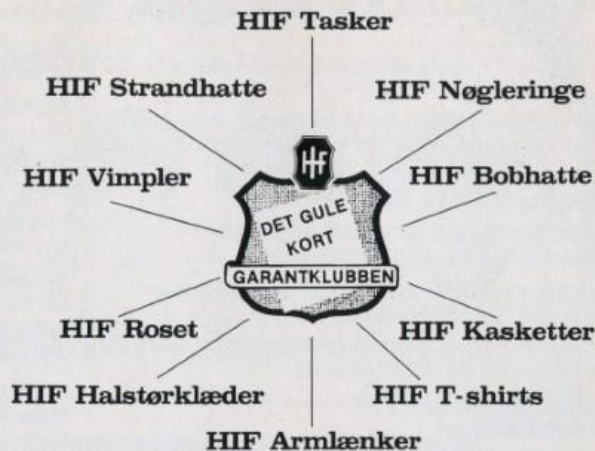 HIF Tasker
HIF Strandhatte
HIF Nøgleringe
HIF
HIF Vimpler
HIF Bobhatte
DET GULE
KORT
GARANTKLUBBEN
HIF Roset
HIF Kasketter
HIF Halstørklæder
HIF T-shirts
HIF Armlænker